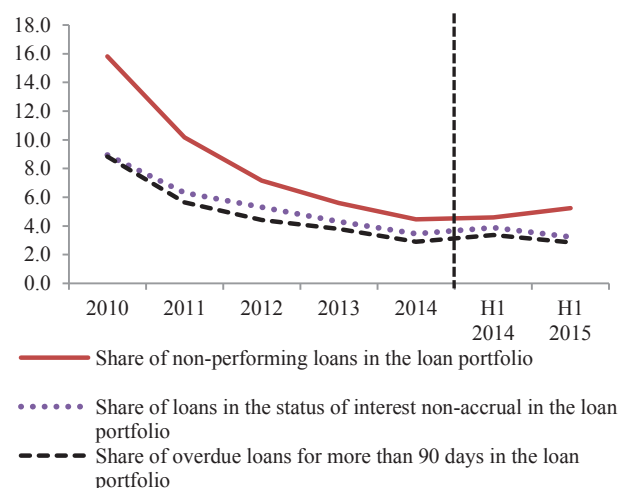 18.0
16.0
14.0
12.0
10.0
8.0
6.0
4.0
2.0
0.0
2010 2011 2012 2013 2014 H1 H1
2014 2015
Share of non-performing loans in the loan portfolio
Share of loans in the status of interest non-accrual in the loan
portfolio
Share of overdue loans for more than 90 days in the loan
portfolio